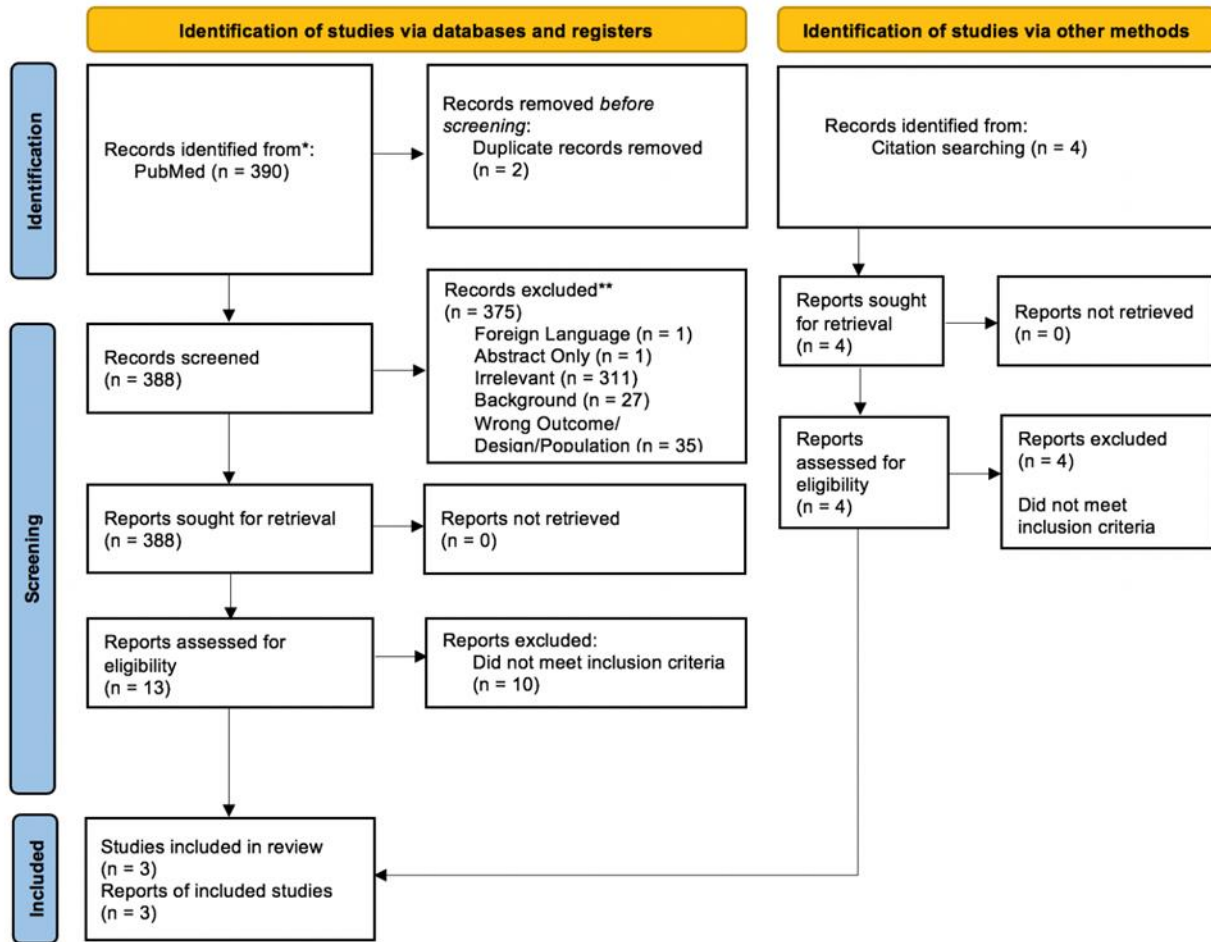 Identification of studies via databases and registers
Identification of studies via other methods
Identification
Records identified from*:
PubMed (n = 390)
Records removed before
screening:
Duplicate records removed
(n = 2)
Records identified from:
Citation searching (n = 4)
Screening
Records screened
(n = 388)
Records excluded**
(n = 375)
Foreign Language (n = 1)
Abstract Only (n = 1)
Irrelevant (n = 311)
Background (n = 27)
Wrong Outcome/
Design/Population (n = 35)
Reports sought
for retrieval
(n = 4)
Reports not retrieved
(n = 0)
Reports sought for retrieval
(n = 388)
Reports not retrieved
(n = 0)
Reports
assessed for
eligibility
(n = 4)
Reports excluded
(n = 4)
Did not meet
inclusion criteria
Reports assessed for
eligibility
(n = 13)
Reports excluded:
Did not meet inclusion criteria
(n = 10)
Included
Studies included in review
(n = 3)
Reports of included studies
(n = 3)